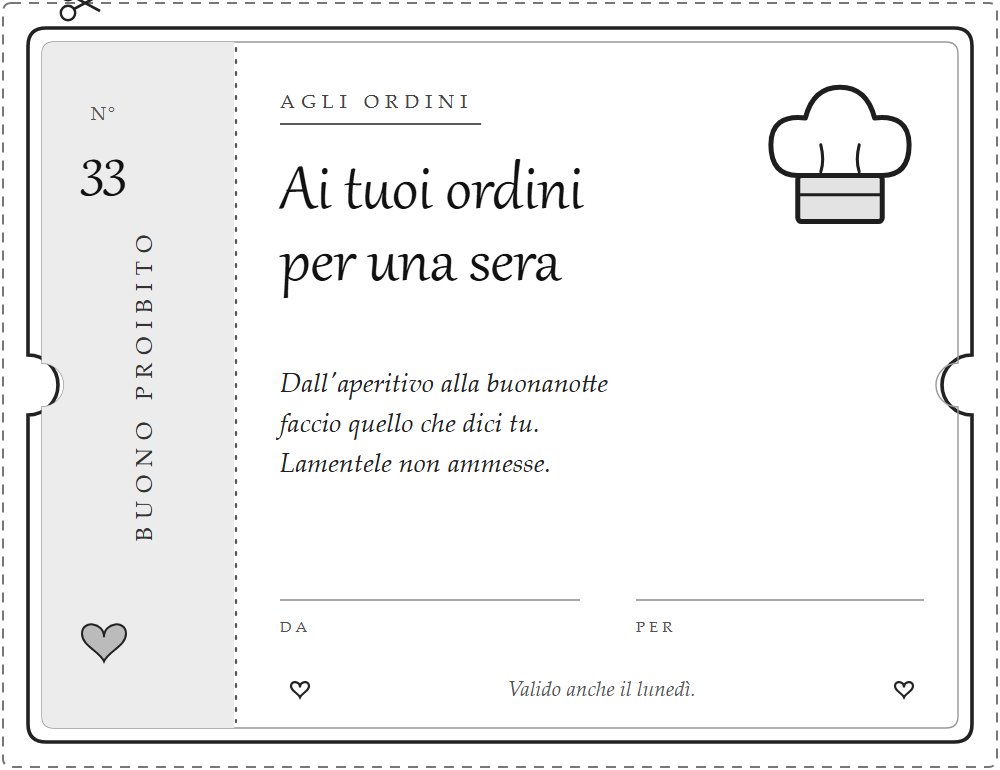 N°
33
BUONO PROIBITO
AGLI ORDINI
Ai tuoi ordini
per una sera
Dall'aperitivo alla buonanotte
faccio quello che dici tu.
Lamentele non ammesse.
DA
PER
Valido anche il lunedì.